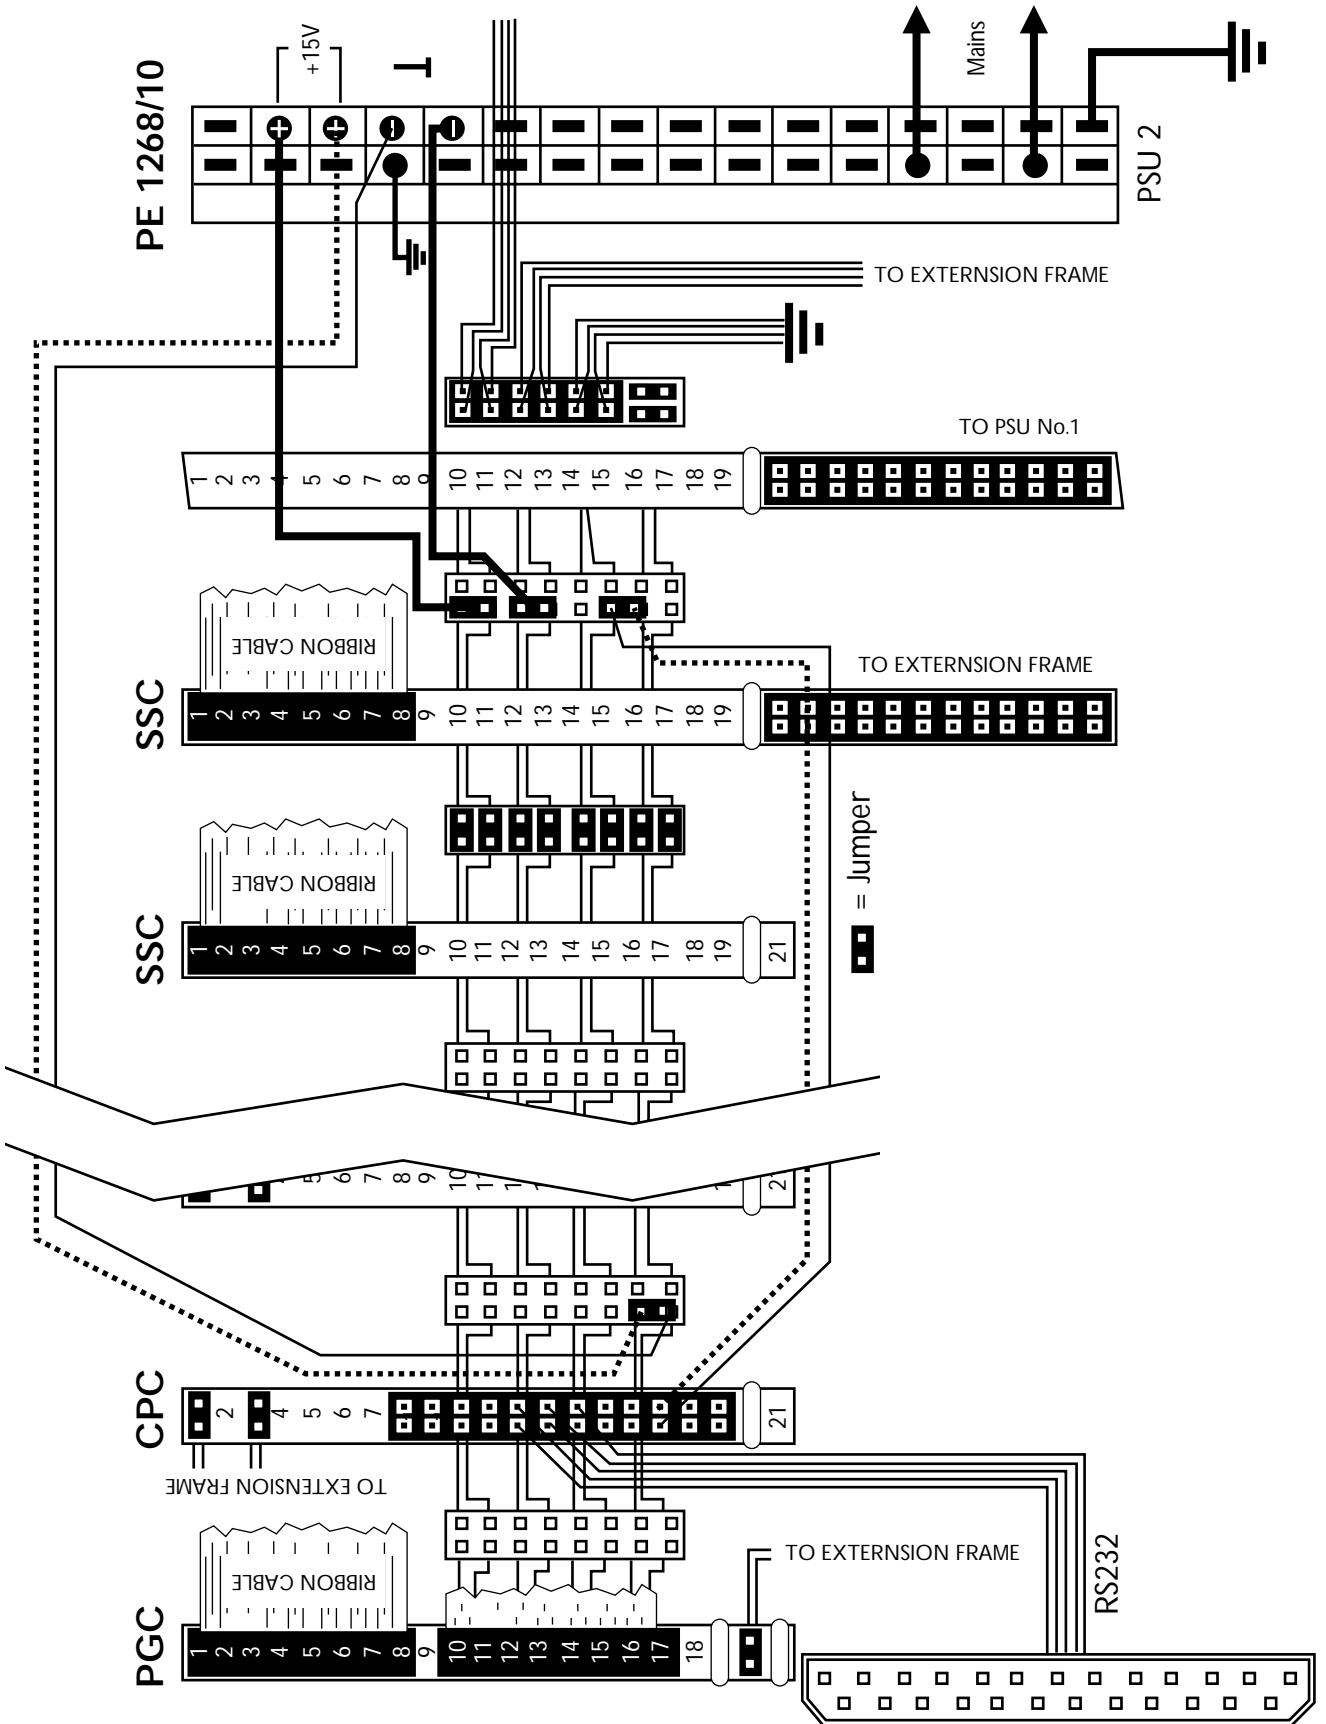 +15V
Mains
PE 1268/10
PSU 2
TO EXTERNSION FRAME
TO PSU No.1
1 2 3 4 5 6 7 8 9 10 11 12 13 14 15 16 17 18 19
RIBBON CABLE
TO EXTERNSION FRAME
SSC
1 2 3 4 5 6 7 8 9 10 11 12 13 14 15 16 17 18 19
= Jumper
RIBBON CABLE
SSC
1 2 3 4 5 6 7 8 9 10 11 12 13 14 15 16 17 18 19 21
5 6 7 8 9 10
CPC
2 4 5 6 7 21
TO EXTENSION FRAME
RIBBON CABLE
TO EXTERNSION FRAME
RS232
PGC
1 2 3 4 5 6 7 8 9 10 11 12 13 14 15 16 17 18